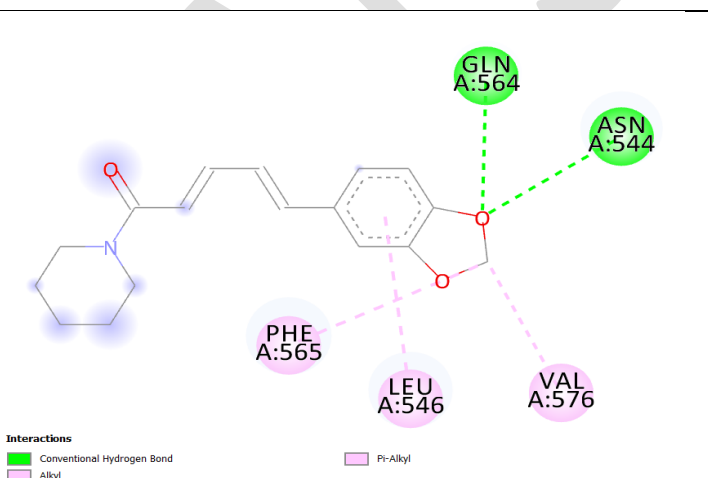 GLN
A:564
ASN
A:544
O
O
N
O
PHE
A:565
LEU
A:546
VAL
A:576
Interactions
Conventional Hydrogen Bond
Pi-Alkyl
Alkyl